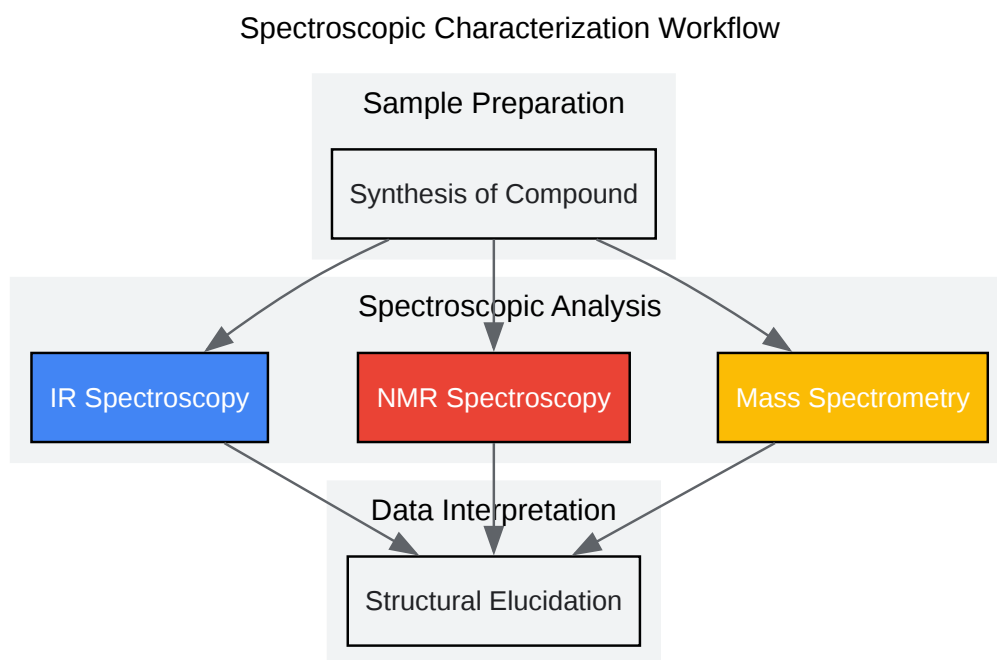 Spectroscopic Characterization Workflow
Sample Preparation
Synthesis of Compound
Spectroscopic Analysis
IR Spectroscopy
NMR Spectroscopy
Mass Spectrometry
Data Interpretation
Structural Elucidation